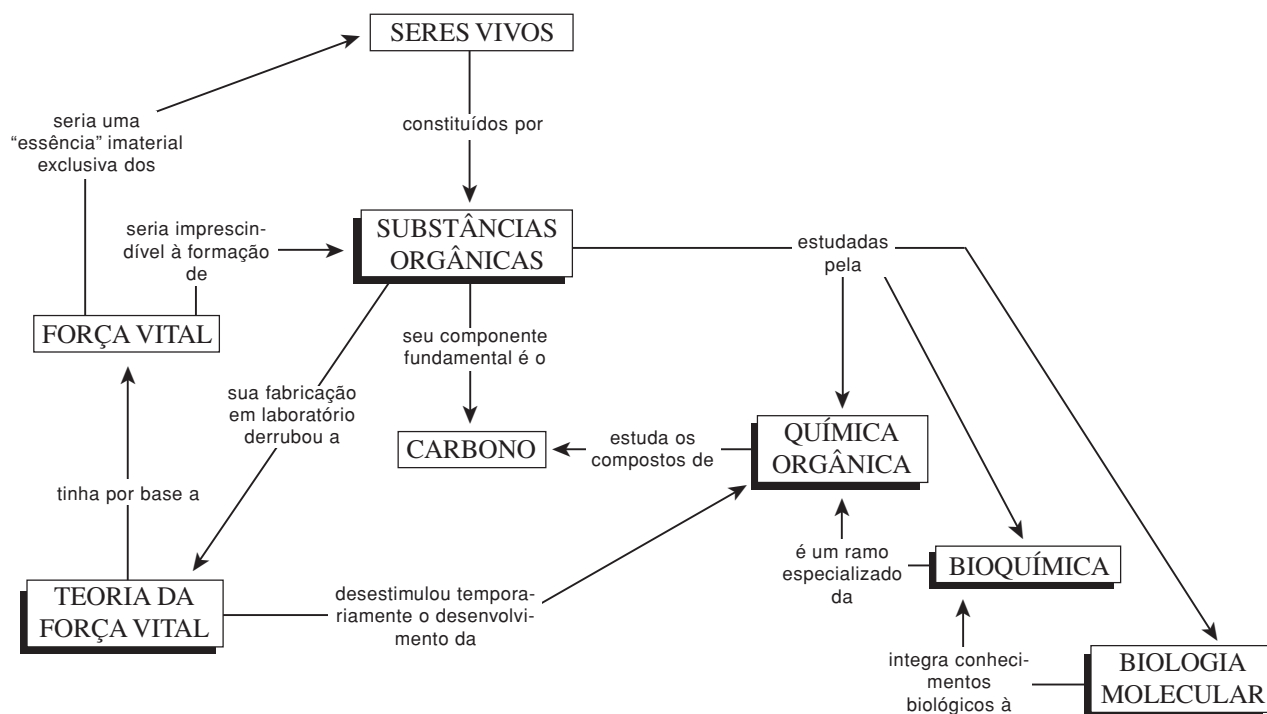 SERES VIVOS
seria uma
“essência” imaterial
exclusiva dos
constituídos por
seria imprescin-
dível à formação
de
SUBSTÂNCIAS
ORGÂNICAS
estudadas
pela
FORÇA VITAL
seu componente
fundamental é o
sua fabricação
em laboratório
derrubou a
CARBONO
estuda os
compostos de
QUÍMICA
ORGÂNICA
tinha por base a
é um ramo
especializado
da
BIOQUÍMICA
TEORIA DA
FORÇA VITAL
desestimulou tempora-
riamente o desenvolvi-
mento da
integra conheci-
mentos
biológicos à
BIOLOGIA
MOLECULAR